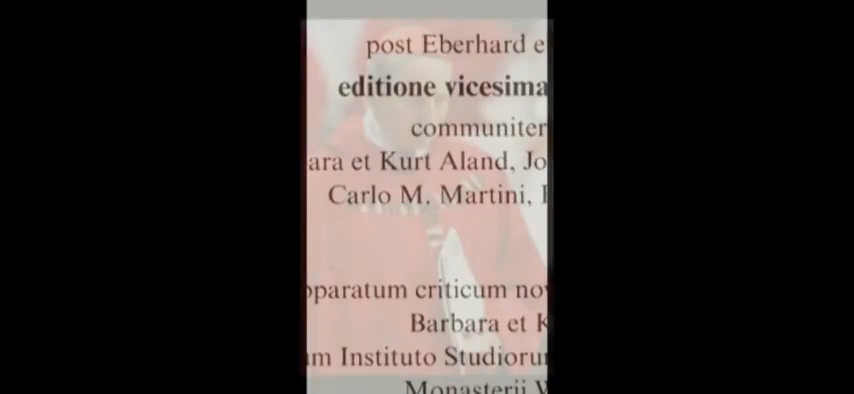 post Eberhard e
editione vicesima
communiter
ara et Kurt Aland, Jo
Carlo M. Martini,
pparatum criticum nov
Barbara et K
m Instituto Studioru
Monasterii